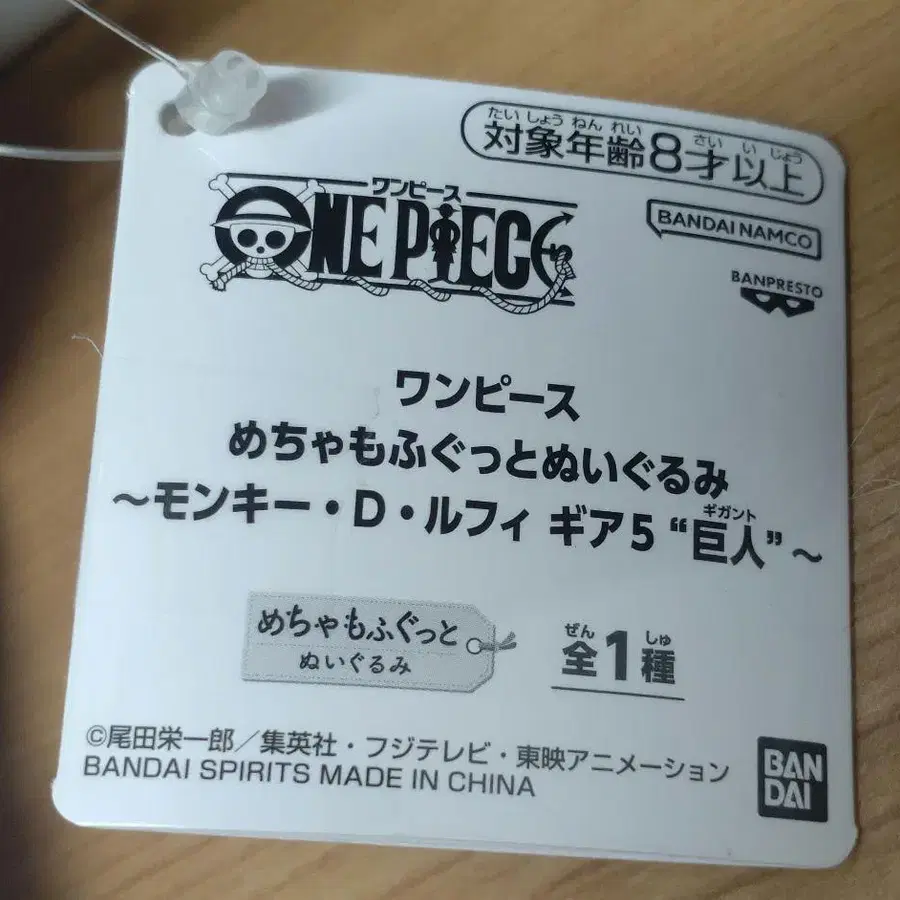 たいしょうねんれい さいいじょう
対象年齢8才以上
ワンピース
ONE PIECE
BANDAI NAMCO
BANPRESTO
ワンピース
めちゃもふぐっとぬいぐるみ
ギガント
～モンキー・D・ルフィ ギア5 “巨人”～
めちゃもふぐっと
ぬいぐるみ
ぜん しゅ
全1種
©尾田栄一郎／集英社・フジテレビ・東映アニメーション
BANDAI SPIRITS MADE IN CHINA
BAN
DAI